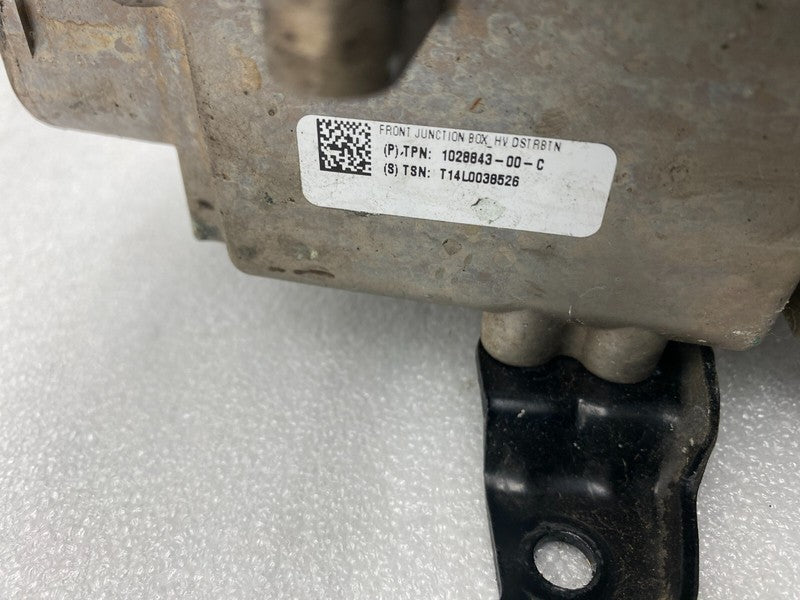 FRONT JUNCTION BOX_HV DSTRBTN
(P) TPN: 1028843-00-C
(S) TSN: T14L0038526